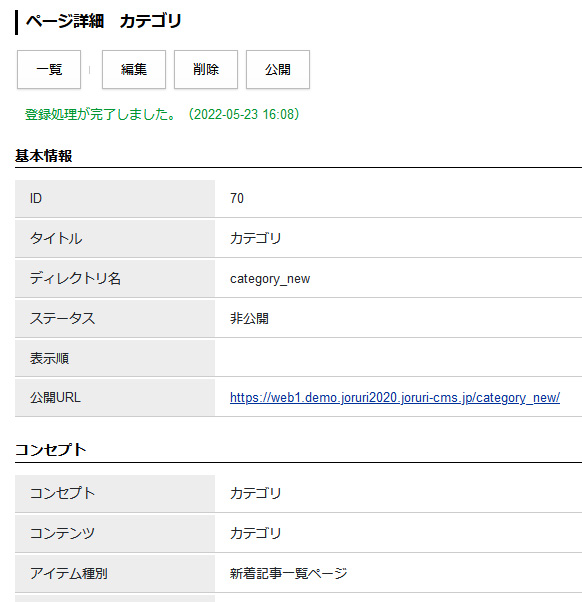 ページ詳細　カテゴリ
一覧 編集 削除 公開
登録処理が完了しました。（2022-05-23 16:08）
基本情報
ID 70
タイトル カテゴリ
ディレクトリ名 category_new
ステータス 非公開
表示順
公開URL https://web1.demo.joruri2020.joruri-cms.jp/category_new/
コンセプト
コンセプト カテゴリ
コンテンツ カテゴリ
アイテム種別 新着記事一覧ページ